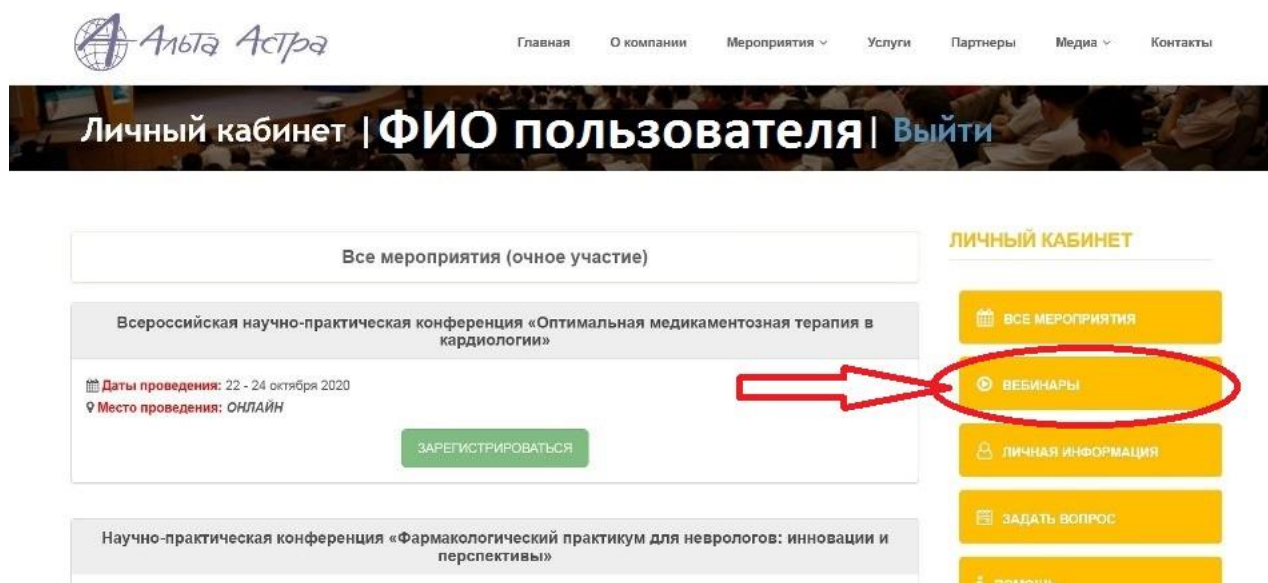 Альта Астра
Главная О компании Мероприятия Услуги Партнеры Медиа Контакты
Личный кабинет | ФИО пользователя | Выйти
Все мероприятия (очное участие)
Всероссийская научно-практическая конференция «Оптимальная медикаментозная терапия в
кардиологии»
Даты проведения: 22 - 24 октября 2020
Место проведения: ОНЛАЙН
ЗАРЕГИСТРИРОВАТЬСЯ
Научно-практическая конференция «Фармакологический практикум для неврологов: инновации и
перспективы»
ЛИЧНЫЙ КАБИНЕТ
ВСЕ МЕРОПРИЯТИЯ
ВЕБИНАРЫ
ЛИЧНАЯ ИНФОРМАЦИЯ
ЗАДАТЬ ВОПРОС